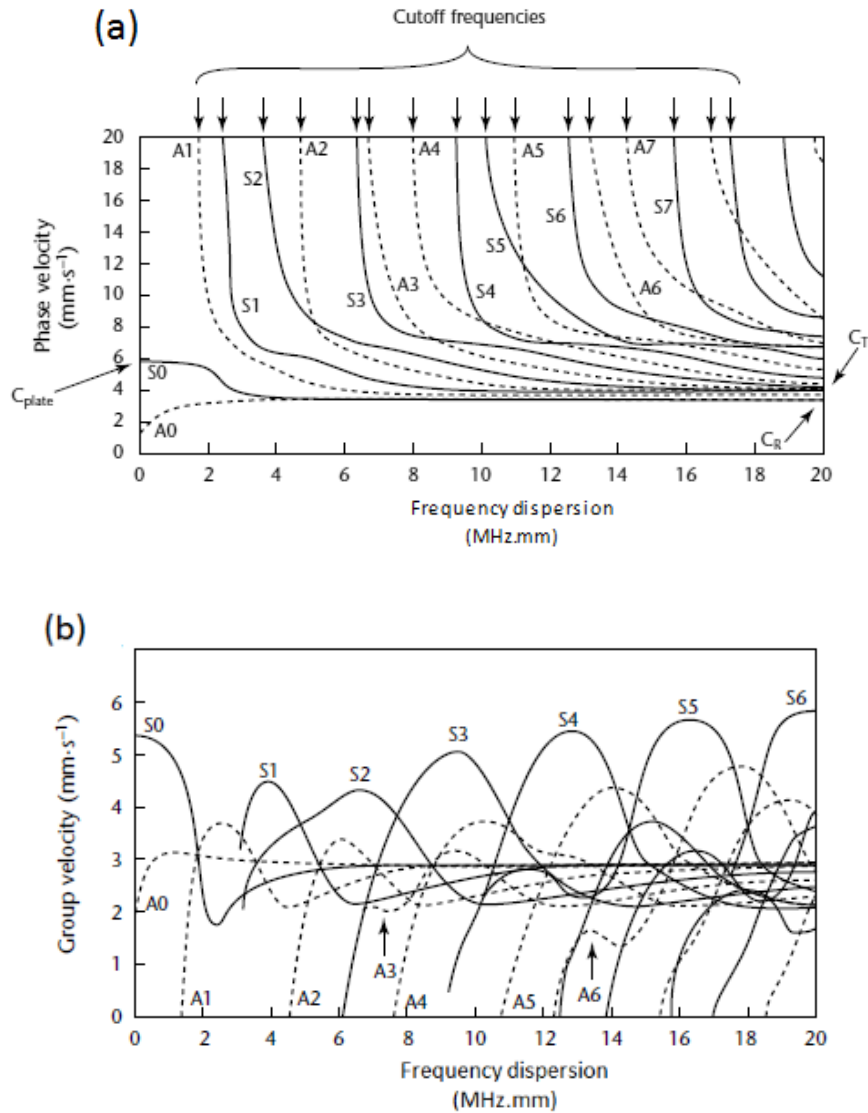 (a)
Cutoff frequencies
20
18
16
14
12
10
8
6
4
2
0
Phase velocity
(mm·s⁻¹)
A1
S2
A2
A4
A5
A7
S6
S7
S5
A3
S3
S4
A6
S1
S0
A0
C_plate
C_T
C_R
0 2 4 6 8 10 12 14 16 18 20
Frequency dispersion
(MHz.mm)
(b)
6
5
4
3
2
1
0
Group velocity (mm·s⁻¹)
S0
S1
S2
S3
S4
S5
S6
A0
A1
A2
A3
A4
A5
A6
0 2 4 6 8 10 12 14 16 18 20
Frequency dispersion
(MHz.mm)